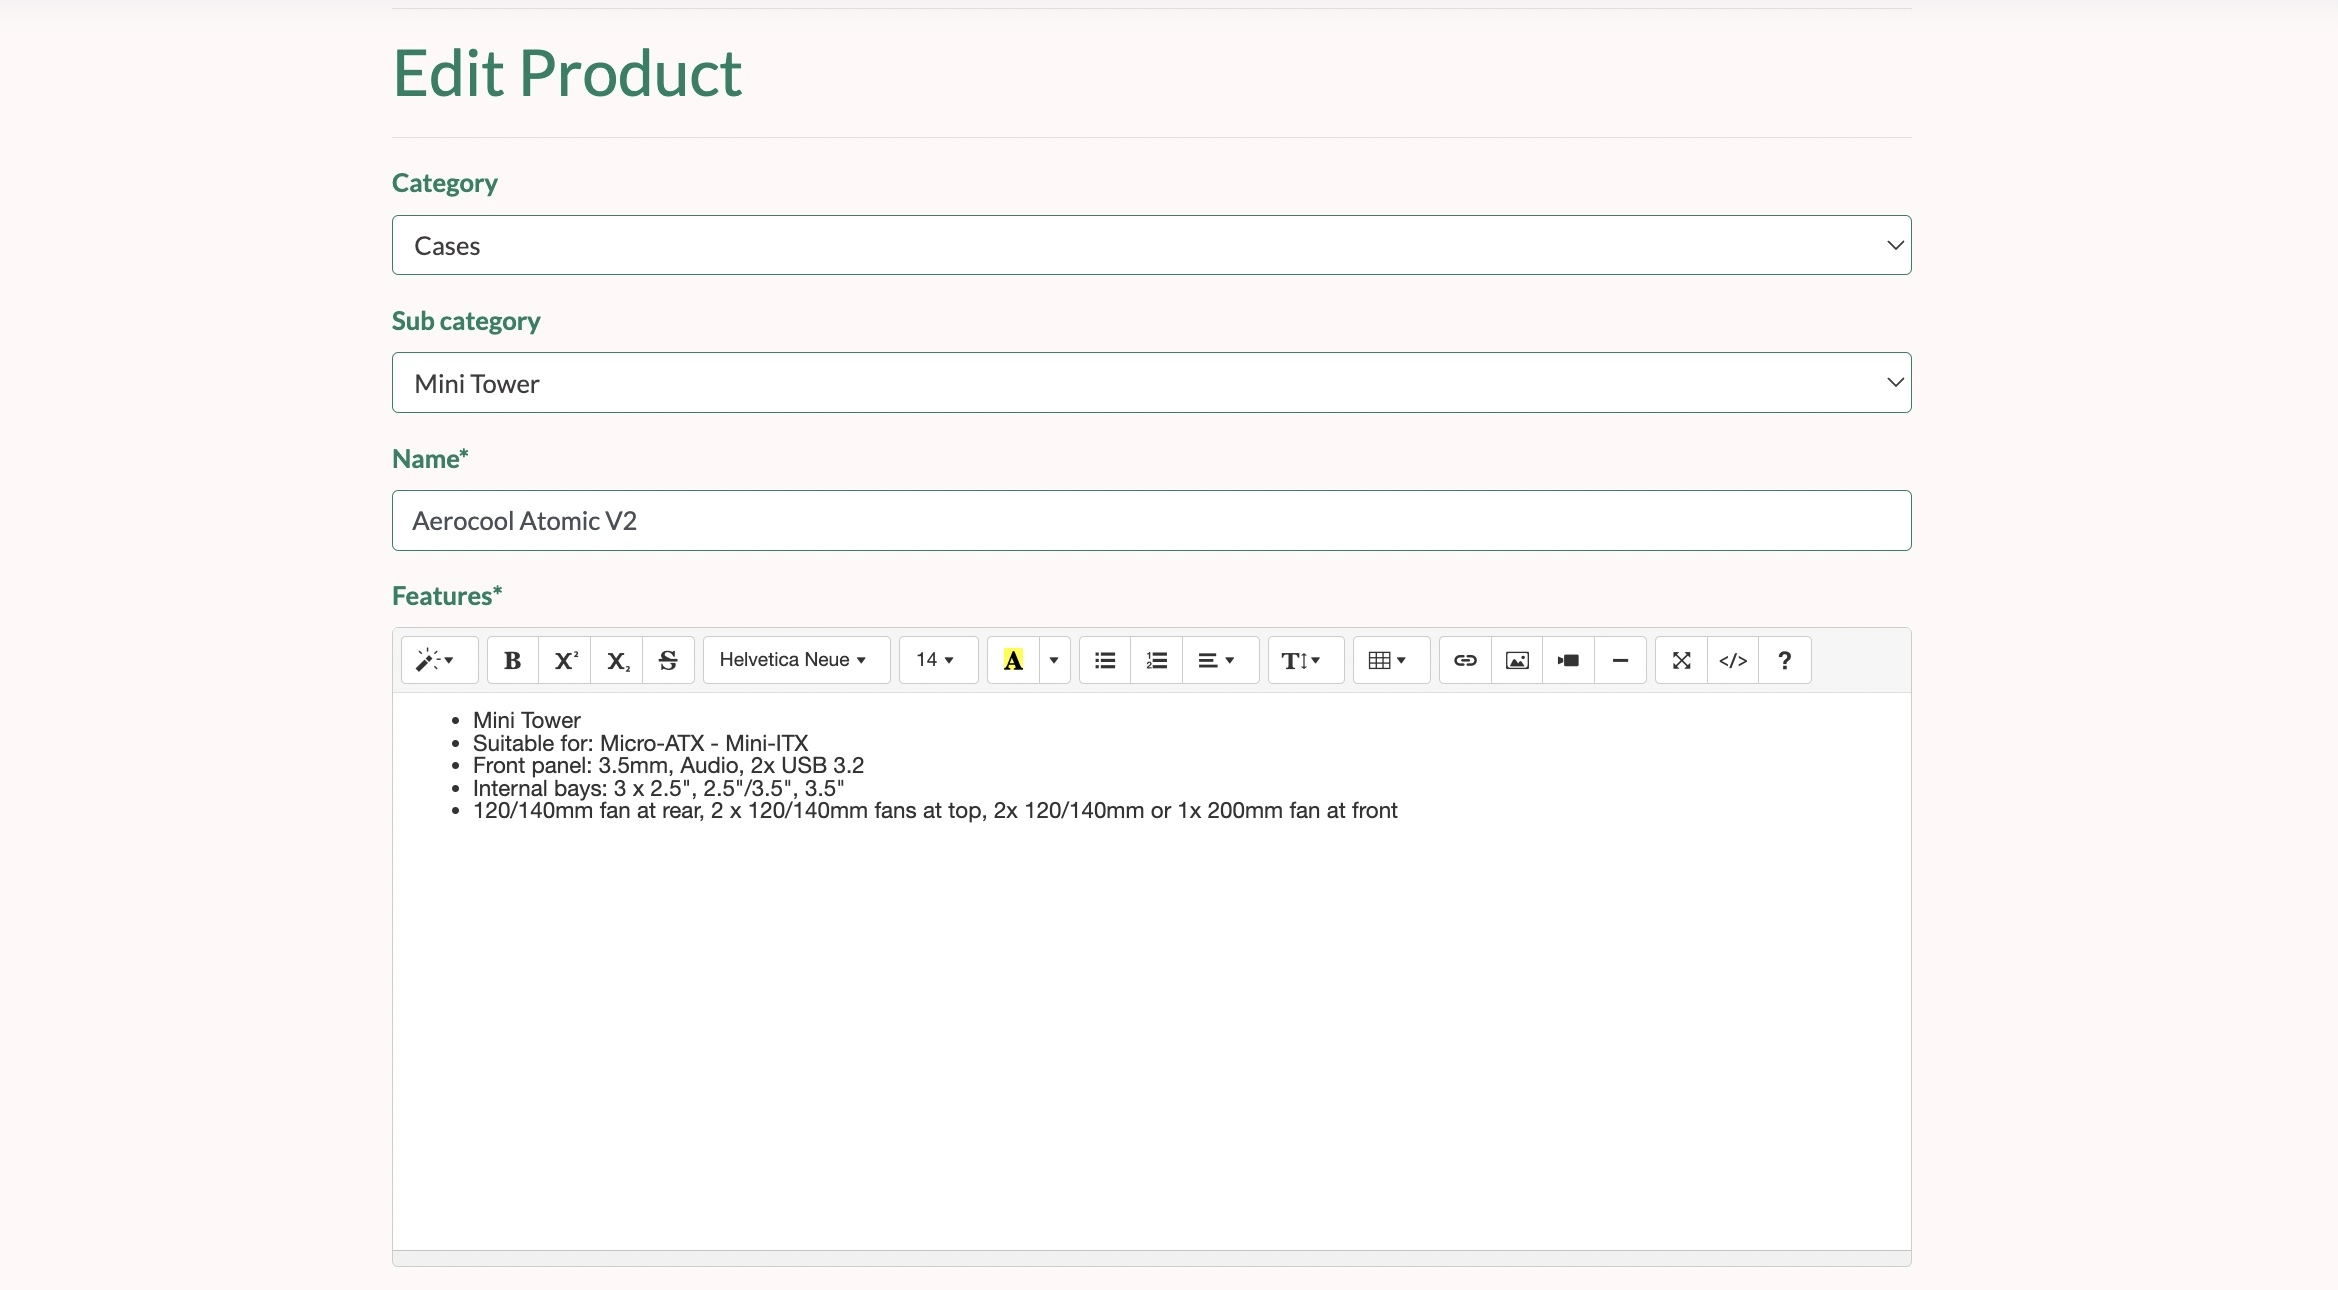 Edit Product
Category
Cases
Sub category
Mini Tower
Name*
Aerocool Atomic V2
Features*
B X² X₂ S Helvetica Neue 14 A T </> ?
Mini Tower
Suitable for: Micro-ATX - Mini-ITX
Front panel: 3.5mm, Audio, 2x USB 3.2
Internal bays: 3 x 2.5", 2.5"/3.5", 3.5"
120/140mm fan at rear, 2 x 120/140mm fans at top, 2x 120/140mm or 1x 200mm fan at front